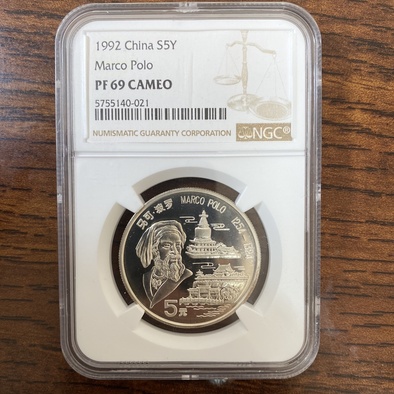 1992 China S5Y
Marco Polo
PF 69 CAMEO
5755140-021
NUMISMATIC GUARANTY CORPORATION
NGC®
马可·波罗 MARCO POLO 1254-1324
5元